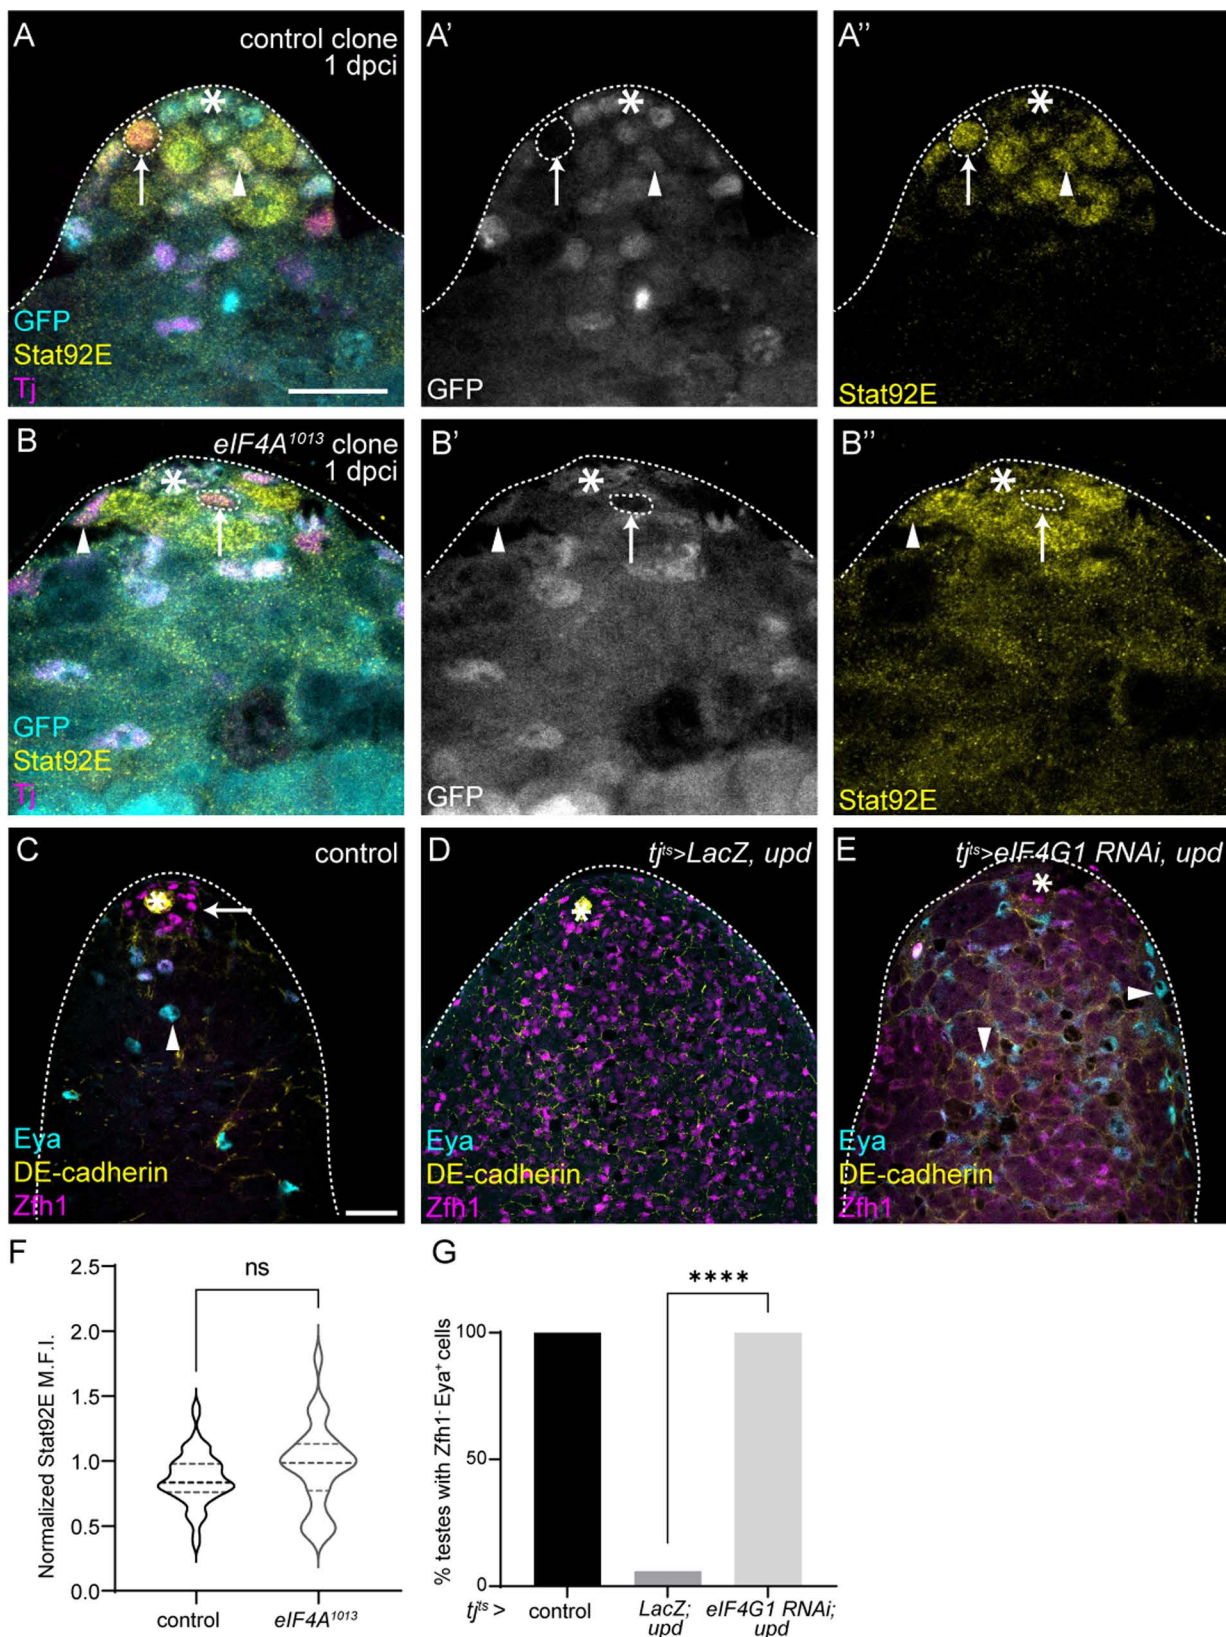 A
control clone
1 dpci
*
GFP
Stat92E
Tj
A'
*
GFP
A''
*
Stat92E
B
eIF4A¹⁰¹³ clone
1 dpci
*
GFP
Stat92E
Tj
B'
*
GFP
B''
*
Stat92E
C
control
*
Eya
DE-cadherin
Zfh1
D
tjᵗˢ>LacZ, upd
*
Eya
DE-cadherin
Zfh1
E
tjᵗˢ>eIF4G1 RNAi, upd
*
Eya
DE-cadherin
Zfh1
F
Normalized Stat92E M.F.I.
2.5
2.0
1.5
1.0
0.5
0.0
ns
control
eIF4A¹⁰¹³
G
% testes with Zfh1⁻ Eya⁺ cells
100
50
0
****
tjᵗˢ >
control
LacZ;
upd
eIF4G1 RNAi;
upd